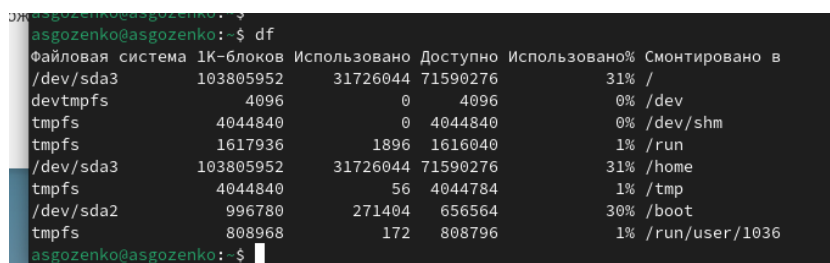 ож
asgozenko@asgozenko:~$
asgozenko@asgozenko:~$ df
Файловая система 1K-блоков Использовано Доступно Использовано% Смонтировано в
/dev/sda3 103805952 31726044 71590276 31% /
devtmpfs 4096 0 4096 0% /dev
tmpfs 4044840 0 4044840 0% /dev/shm
tmpfs 1617936 1896 1616040 1% /run
/dev/sda3 103805952 31726044 71590276 31% /home
tmpfs 4044840 56 4044784 1% /tmp
/dev/sda2 996780 271404 656564 30% /boot
tmpfs 808968 172 808796 1% /run/user/1036
asgozenko@asgozenko:~$